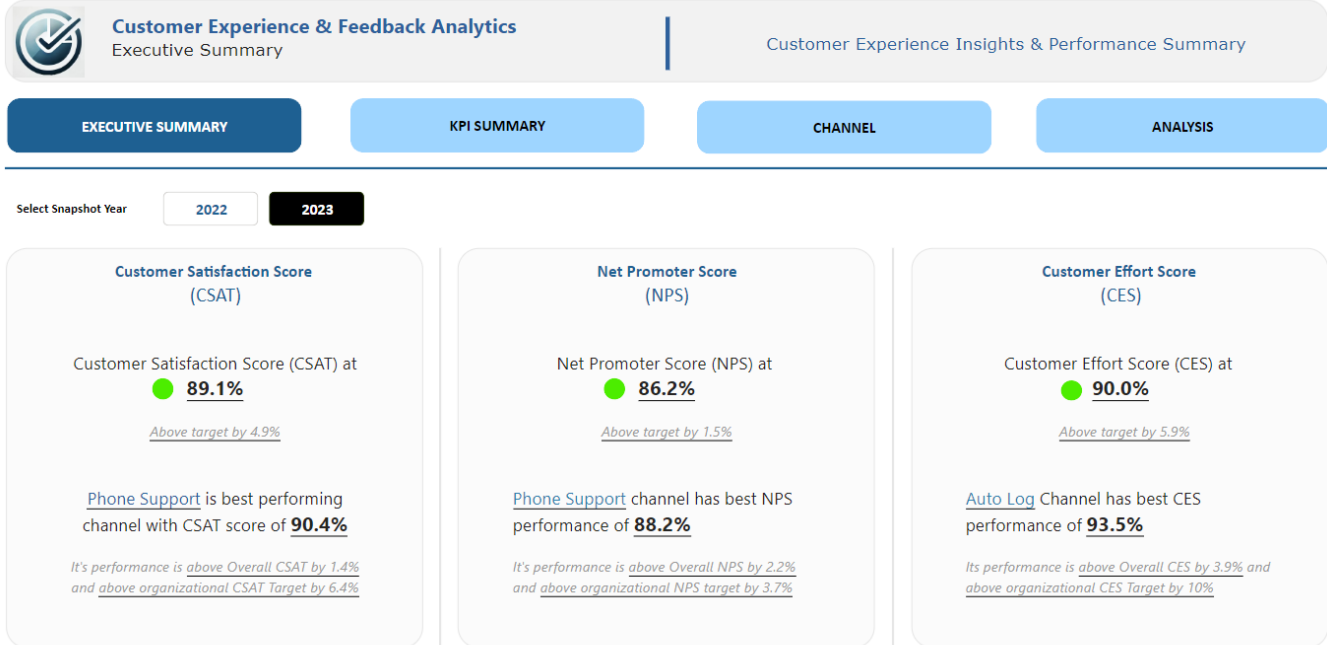 Customer Experience & Feedback Analytics
Executive Summary
Customer Experience Insights & Performance Summary
EXECUTIVE SUMMARY
KPI SUMMARY
CHANNEL
ANALYSIS
Select Snapshot Year
2022
2023
Customer Satisfaction Score
(CSAT)
Customer Satisfaction Score (CSAT) at
89.1%
Above target by 4.9%
Phone Support is best performing
channel with CSAT score of 90.4%
It's performance is above Overall CSAT by 1.4%
and above organizational CSAT Target by 6.4%
Net Promoter Score
(NPS)
Net Promoter Score (NPS) at
86.2%
Above target by 1.5%
Phone Support channel has best NPS
performance of 88.2%
It's performance is above Overall NPS by 2.2%
and above organizational NPS target by 3.7%
Customer Effort Score
(CES)
Customer Effort Score (CES) at
90.0%
Above target by 5.9%
Auto Log Channel has best CES
performance of 93.5%
Its performance is above Overall CES by 3.9% and
above organizational CES Target by 10%